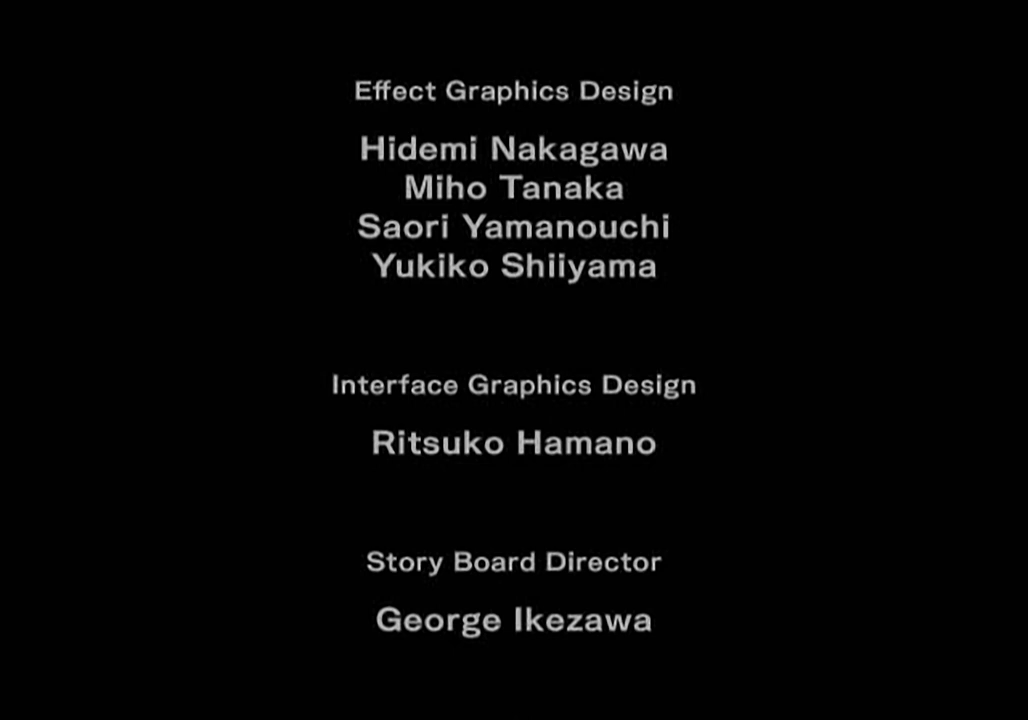 Effect Graphics Design
Hidemi Nakagawa
Miho Tanaka
Saori Yamanouchi
Yukiko Shiiyama
Interface Graphics Design
Ritsuko Hamano
Story Board Director
George Ikezawa